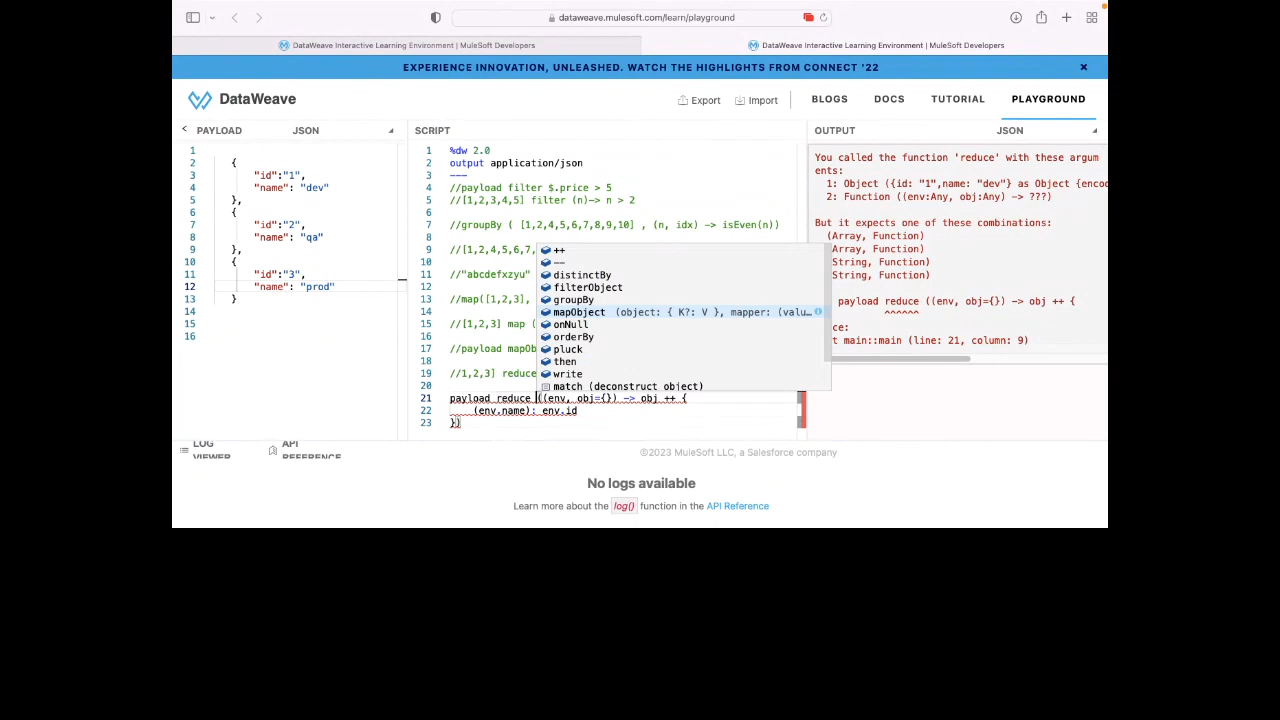 dataweave.mulesoft.com/learn/playground
DataWeave Interactive Learning Environment | MuleSoft Developers
DataWeave Interactive Learning Environment | MuleSoft Developers
EXPERIENCE INNOVATION, UNLEASHED. WATCH THE HIGHLIGHTS FROM CONNECT '22 ×
DataWeave
Export
Import
BLOGS
DOCS
TUTORIAL
PLAYGROUND
< PAYLOAD JSON
1
2 {
3 "id":"1",
4 "name": "dev"
5 },
6 {
7 "id":"2",
8 "name": "qa"
9 },
10 {
11 "id":"3",
12 "name": "prod"
13 }
14
15
16
SCRIPT
1 %dw 2.0
2 output application/json
3 ---
4 //payload filter $.price > 5
5 //[1,2,3,4,5] filter (n)-> n > 2
6
7 //groupBy ( [1,2,4,5,6,7,8,9,10] , (n, idx) -> isEven(n))
8
9 //[1,2,4,5,6,7,
10
11 //"abcdefxzyu"
12
13 //map([1,2,3],
14
15 //[1,2,3] map (
16
17 //payload mapOb
18
19 //1,2,3] reduce
20
21 payload reduce ((env, obj={}) -> obj ++ {
22 (env.name): env.id
23 })
++
--
distinctBy
filterObject
groupBy
mapObject (object: { K?: V }, mapper: (valu…
onNull
orderBy
pluck
then
write
match (deconstruct object)
OUTPUT JSON
You called the function 'reduce' with these argum
ents:
1: Object ({id: "1",name: "dev"} as Object {enco
2: Function ((env:Any, obj:Any) -> ???)
But it expects one of these combinations:
(Array, Function)
Array, Function)
String, Function)
String, Function)
payload reduce ((env, obj={}) -> obj ++ {
^^^^^^
ce:
t main::main (line: 21, column: 9)
LOG
VIEWER
API
REFERENCE
©2023 MuleSoft LLC, a Salesforce company
No logs available
Learn more about the log() function in the API Reference